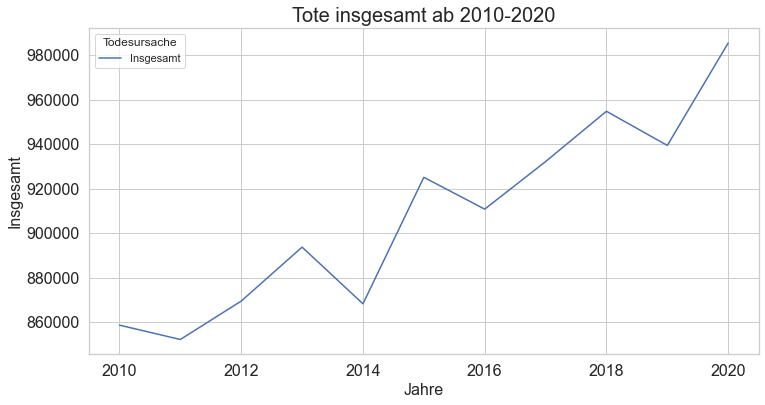 Tote insgesamt ab 2010-2020
Todesursache
Insgesamt
980000
960000
940000
920000
900000
880000
860000
Insgesamt
2010 2012 2014 2016 2018 2020
Jahre